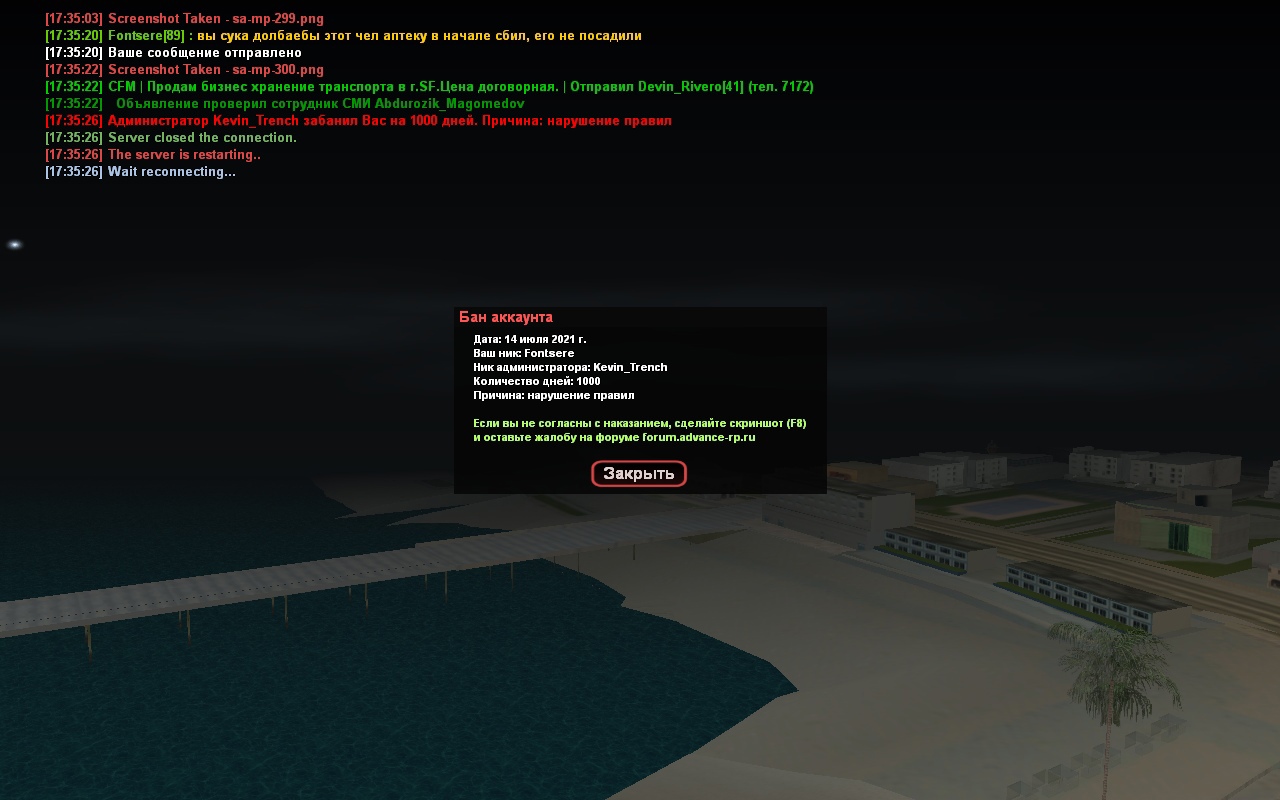 [17:35:03] Screenshot Taken - sa-mp-299.png
[17:35:20] Fontsere[89] : вы сука долбаебы этот чел аптеку в начале сбил, его не посадили
[17:35:20] Ваше сообщение отправлено
[17:35:22] Screenshot Taken - sa-mp-300.png
[17:35:22] CFM | Продам бизнес хранение транспорта в г.SF.Цена договорная. | Отправил Devin_Rivero[41] (тел. 7172)
[17:35:22] Объявление проверил сотрудник СМИ Abdurozik_Magomedov
[17:35:26] Администратор Kevin_Trench забанил Вас на 1000 дней. Причина: нарушение правил
[17:35:26] Server closed the connection.
[17:35:26] The server is restarting..
[17:35:26] Wait reconnecting...
Бан аккаунта
Дата: 14 июля 2021 г.
Ваш ник: Fontsere
Ник администратора: Kevin_Trench
Количество дней: 1000
Причина: нарушение правил
Если вы не согласны с наказанием, сделайте скриншот (F8)
и оставьте жалобу на форуме forum.advance-rp.ru
Закрыть